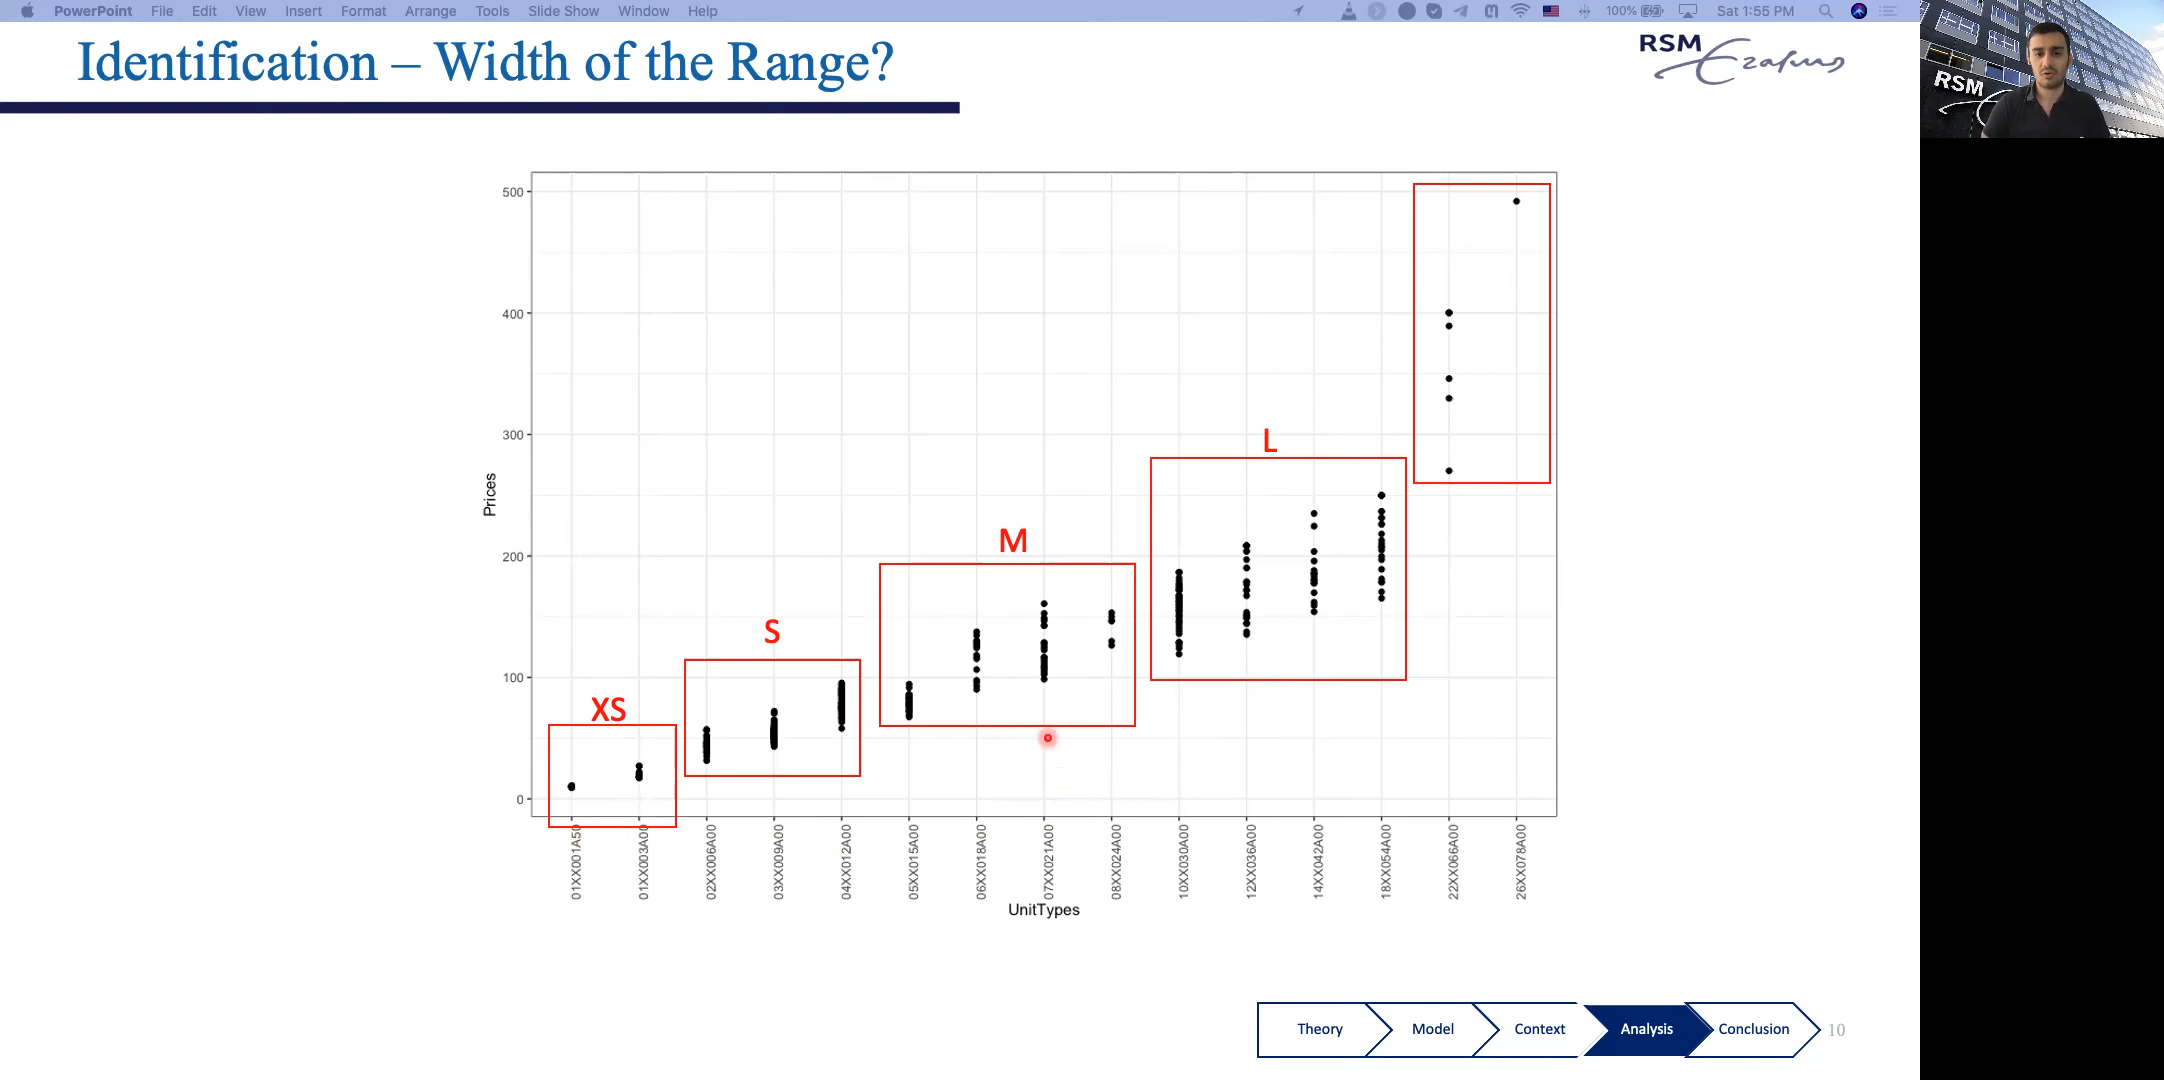 PowerPoint File Edit View Insert Format Arrange Tools Slide Show Window Help 100% Sat 1:55 PM
Identification – Width of the Range?
RSM Erasmus
RSM
500
400
300
200
100
0
Prices
XS
S
M
L
01XX001A50
01XX003A00
02XX006A00
03XX009A00
04XX012A00
05XX015A00
06XX018A00
07XX021A00
08XX024A00
10XX030A00
12XX036A00
14XX042A00
18XX054A00
22XX066A00
26XX078A00
UnitTypes
Theory Model Context Analysis Conclusion 10